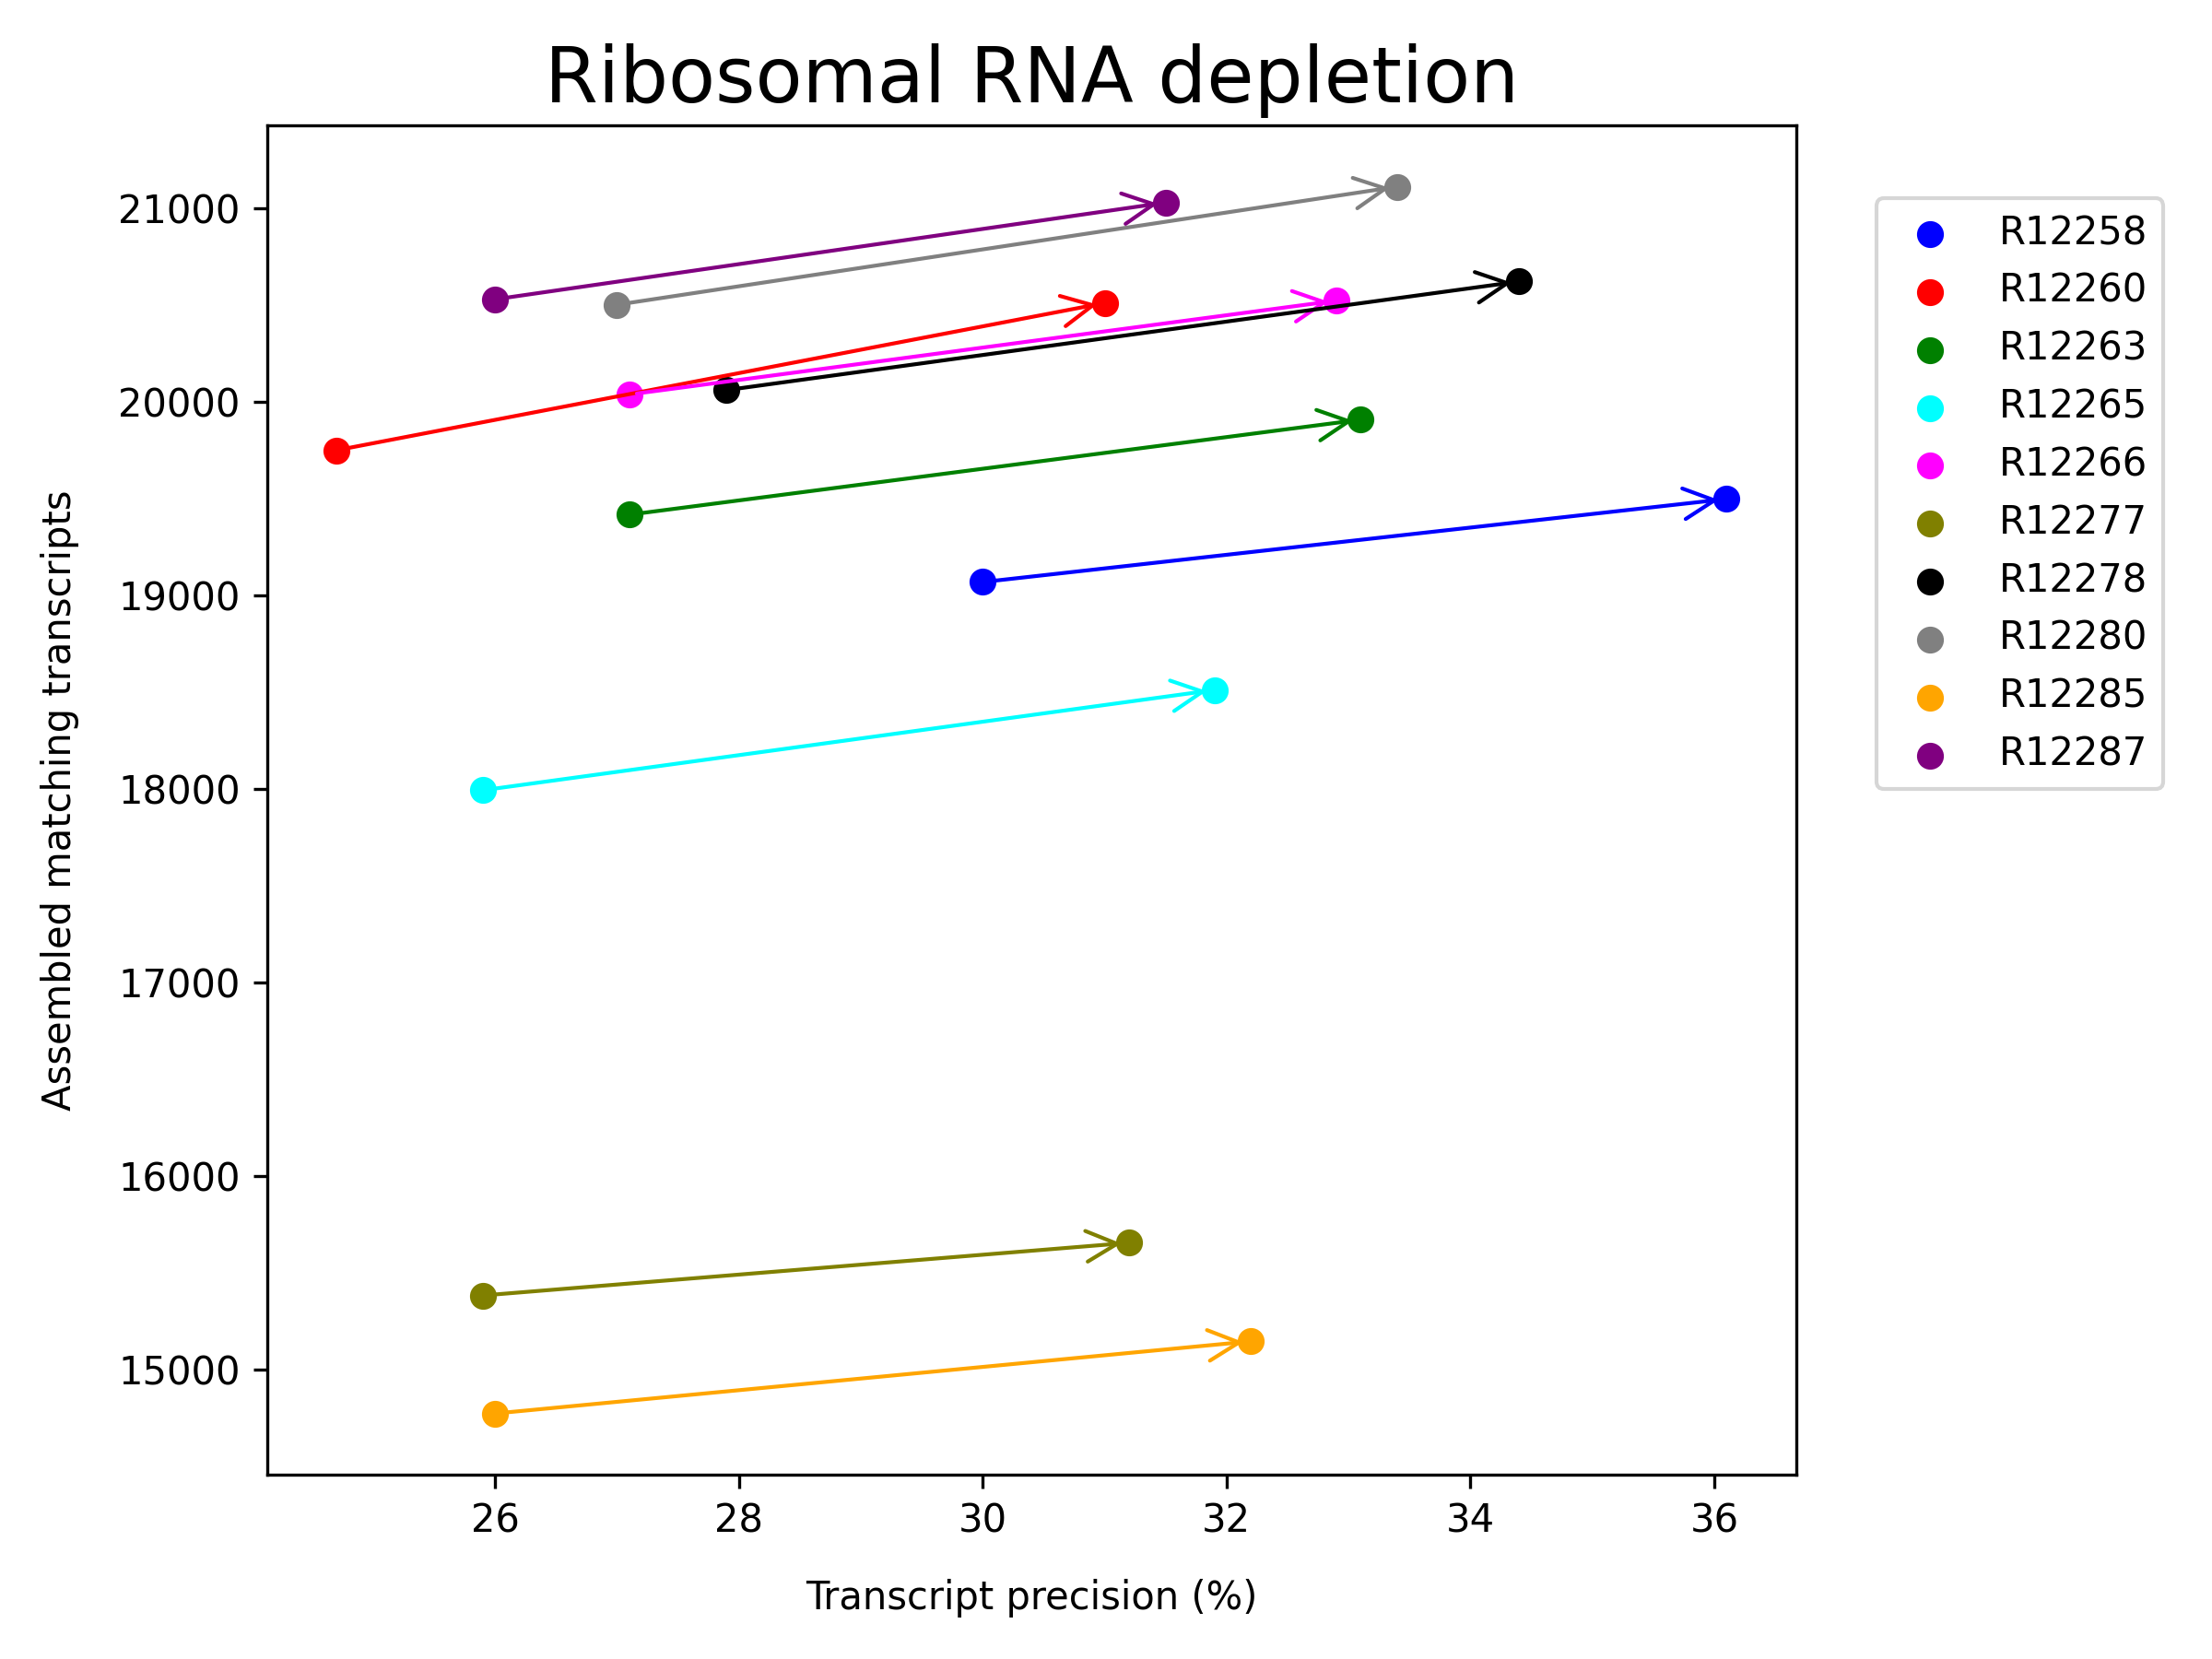 Ribosomal RNA depletion
Assembled matching transcripts
21000
20000
19000
18000
17000
16000
15000
26
28
30
32
34
36
Transcript precision (%)
R12258
R12260
R12263
R12265
R12266
R12277
R12278
R12280
R12285
R12287